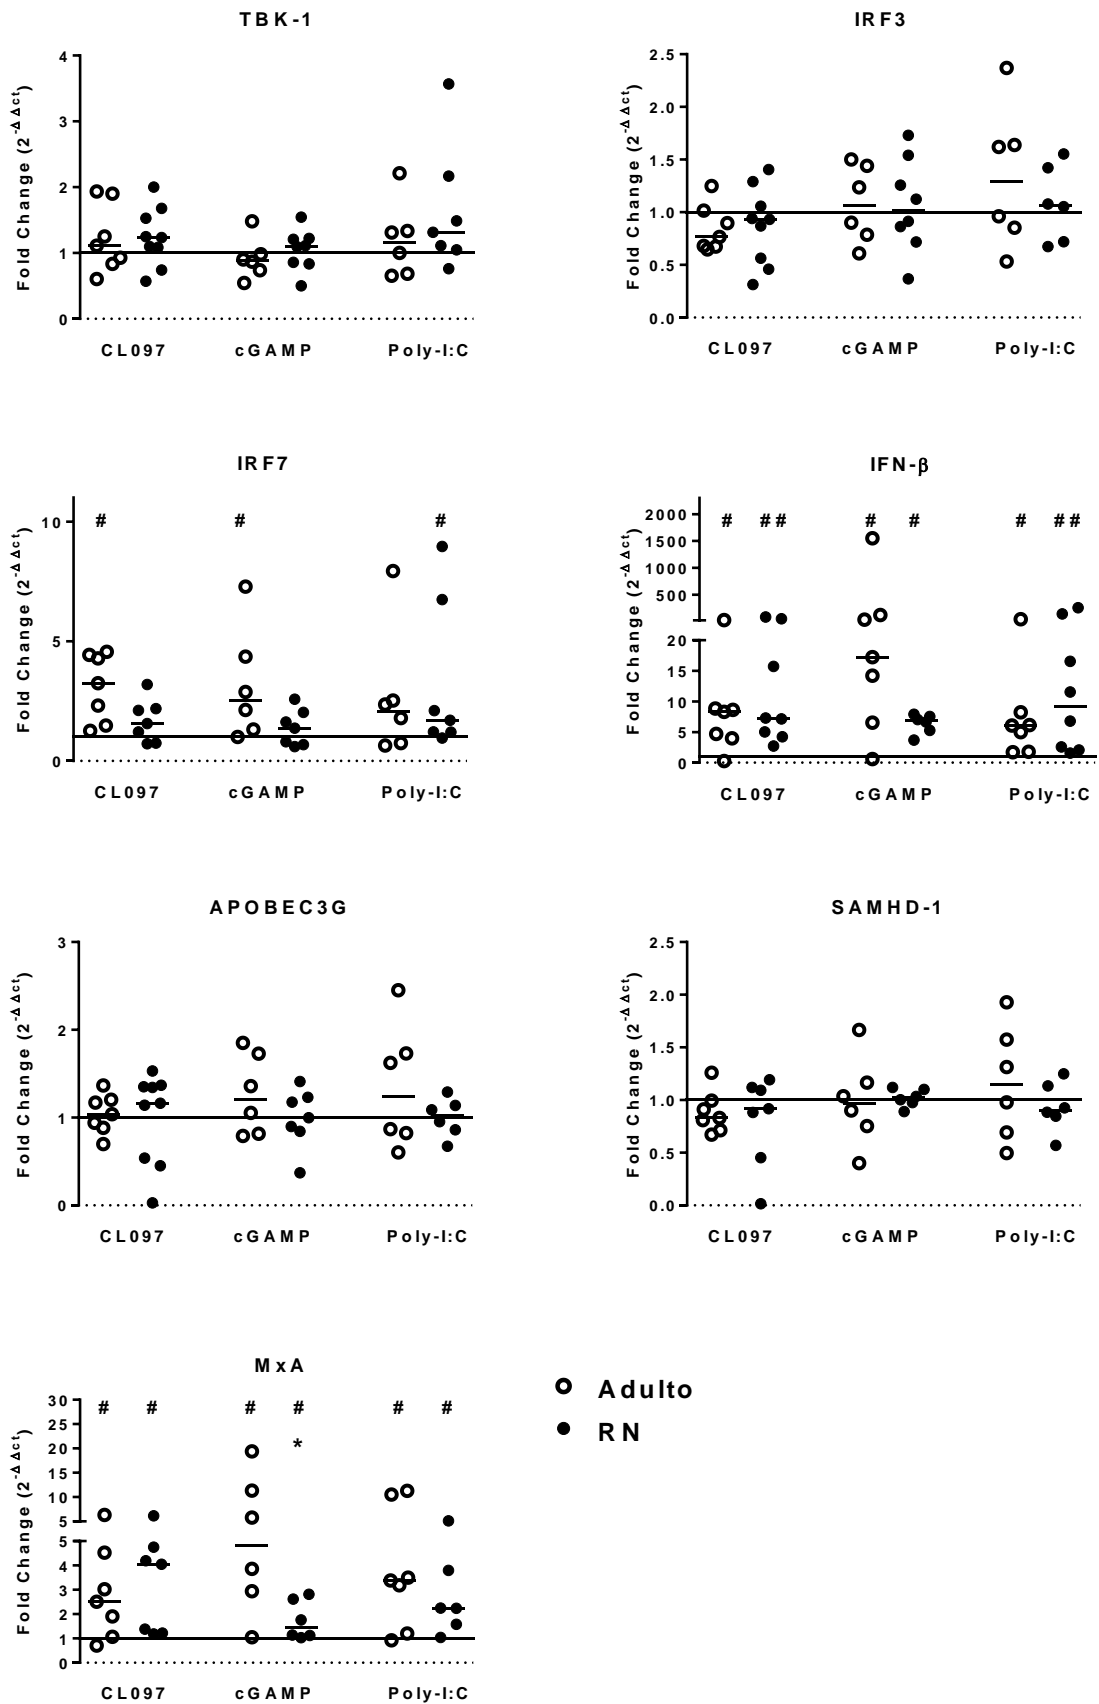 TBK-1
Fold Change (2-ΔΔct)
4
3
2
1
0
CL097 cGAMP Poly-I:C
IRF3
Fold Change (2-ΔΔct)
2.5
2.0
1.5
1.0
0.5
0.0
CL097 cGAMP Poly-I:C
IRF7
Fold Change (2-ΔΔct)
# # #
10
5
0
CL097 cGAMP Poly-I:C
IFN-β
Fold Change (2-ΔΔct)
# ## # # # ##
2000
1500
1000
500
20
15
10
5
0
CL097 cGAMP Poly-I:C
APOBEC3G
Fold Change (2-ΔΔct)
3
2
1
0
CL097 cGAMP Poly-I:C
SAMHD-1
Fold Change (2-ΔΔct)
2.5
2.0
1.5
1.0
0.5
0.0
CL097 cGAMP Poly-I:C
MxA
Fold Change (2-ΔΔct)
# # # # # #
*
30
25
20
15
10
5
5
4
3
2
1
0
CL097 cGAMP Poly-I:C
Adulto
RN